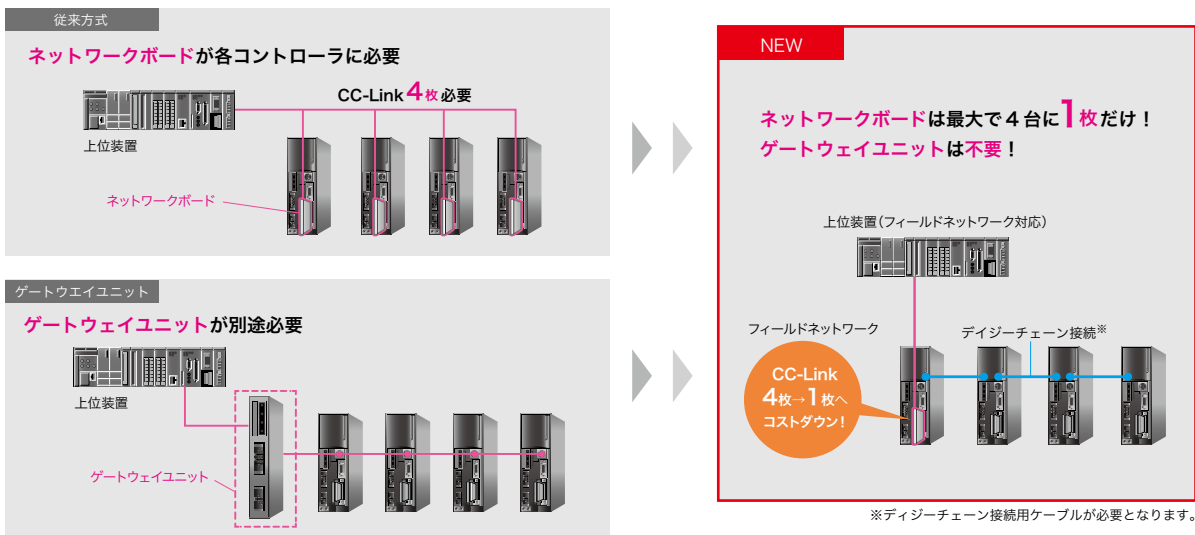 従来方式
ネットワークボードが各コントローラに必要
CC-Link 4枚 必要
上位装置
ネットワークボード
ゲートウエイユニット
ゲートウェイユニットが別途必要
上位装置
ゲートウェイユニット
NEW
ネットワークボードは最大で4台に1枚だけ！
ゲートウェイユニットは不要！
上位装置（フィールドネットワーク対応）
フィールドネットワーク
デイジーチェーン接続※
CC-Link
4枚→1枚へ
コストダウン！
※ディジーチェーン接続用ケーブルが必要となります。